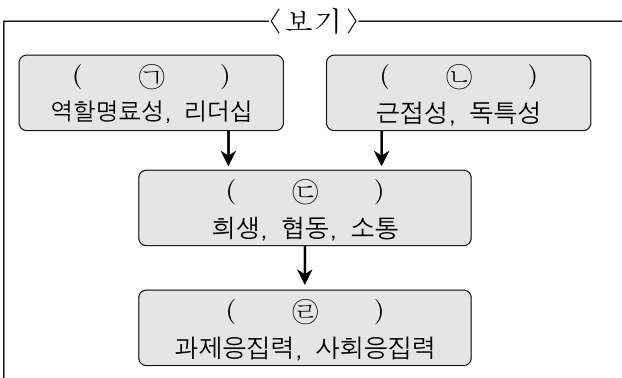 〈보기〉
( ㉠ )
역할명료성, 리더십
( ㉡ )
근접성, 독특성
( ㉢ )
희생, 협동, 소통
( ㉣ )
과제응집력, 사회응집력